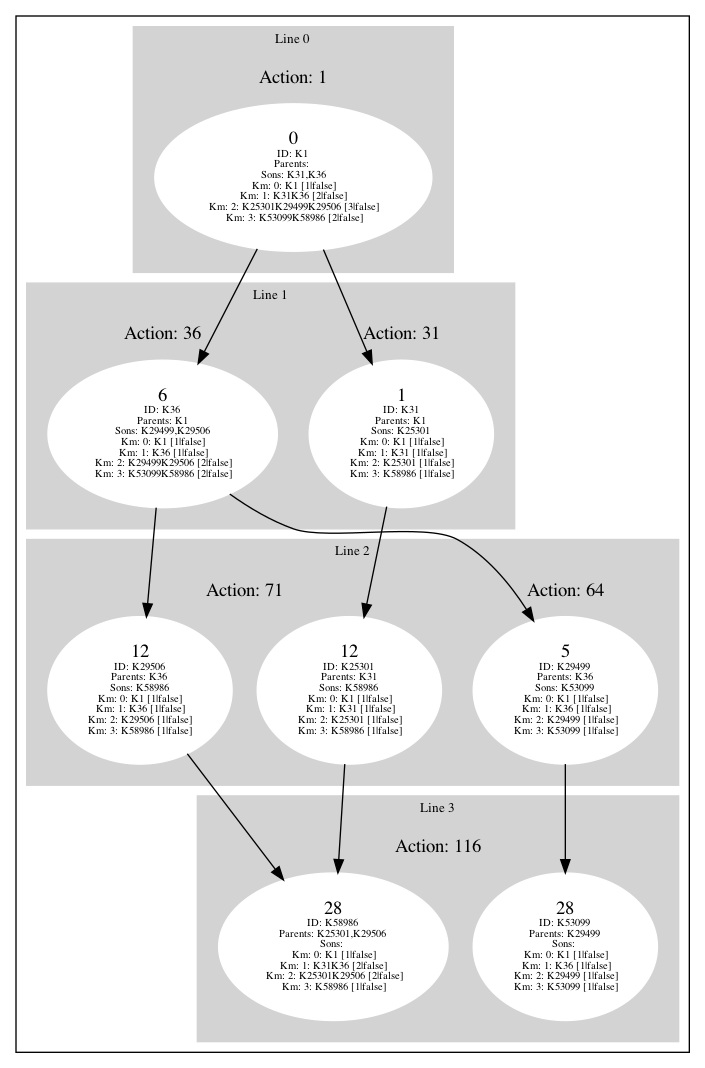 Line 0
Action: 1
0
ID: K1
Parents:
Sons: K31,K36
Km: 0: K1 [1|false]
Km: 1: K31K36 [2|false]
Km: 2: K25301K29499K29506 [3|false]
Km: 3: K53099K58986 [2|false]
Line 1
Action: 36
Action: 31
6
ID: K36
Parents: K1
Sons: K29499,K29506
Km: 0: K1 [1|false]
Km: 1: K36 [1|false]
Km: 2: K29499K29506 [2|false]
Km: 3: K53099K58986 [2|false]
1
ID: K31
Parents: K1
Sons: K25301
Km: 0: K1 [1|false]
Km: 1: K31 [1|false]
Km: 2: K25301 [1|false]
Km: 3: K58986 [1|false]
Line 2
Action: 71
Action: 64
12
ID: K29506
Parents: K36
Sons: K58986
Km: 0: K1 [1|false]
Km: 1: K36 [1|false]
Km: 2: K29506 [1|false]
Km: 3: K58986 [1|false]
12
ID: K25301
Parents: K31
Sons: K58986
Km: 0: K1 [1|false]
Km: 1: K31 [1|false]
Km: 2: K25301 [1|false]
Km: 3: K58986 [1|false]
5
ID: K29499
Parents: K36
Sons: K53099
Km: 0: K1 [1|false]
Km: 1: K36 [1|false]
Km: 2: K29499 [1|false]
Km: 3: K53099 [1|false]
Line 3
Action: 116
28
ID: K58986
Parents: K25301,K29506
Sons:
Km: 0: K1 [1|false]
Km: 1: K31K36 [2|false]
Km: 2: K25301K29506 [2|false]
Km: 3: K58986 [1|false]
28
ID: K53099
Parents: K29499
Sons:
Km: 0: K1 [1|false]
Km: 1: K36 [1|false]
Km: 2: K29499 [1|false]
Km: 3: K53099 [1|false]